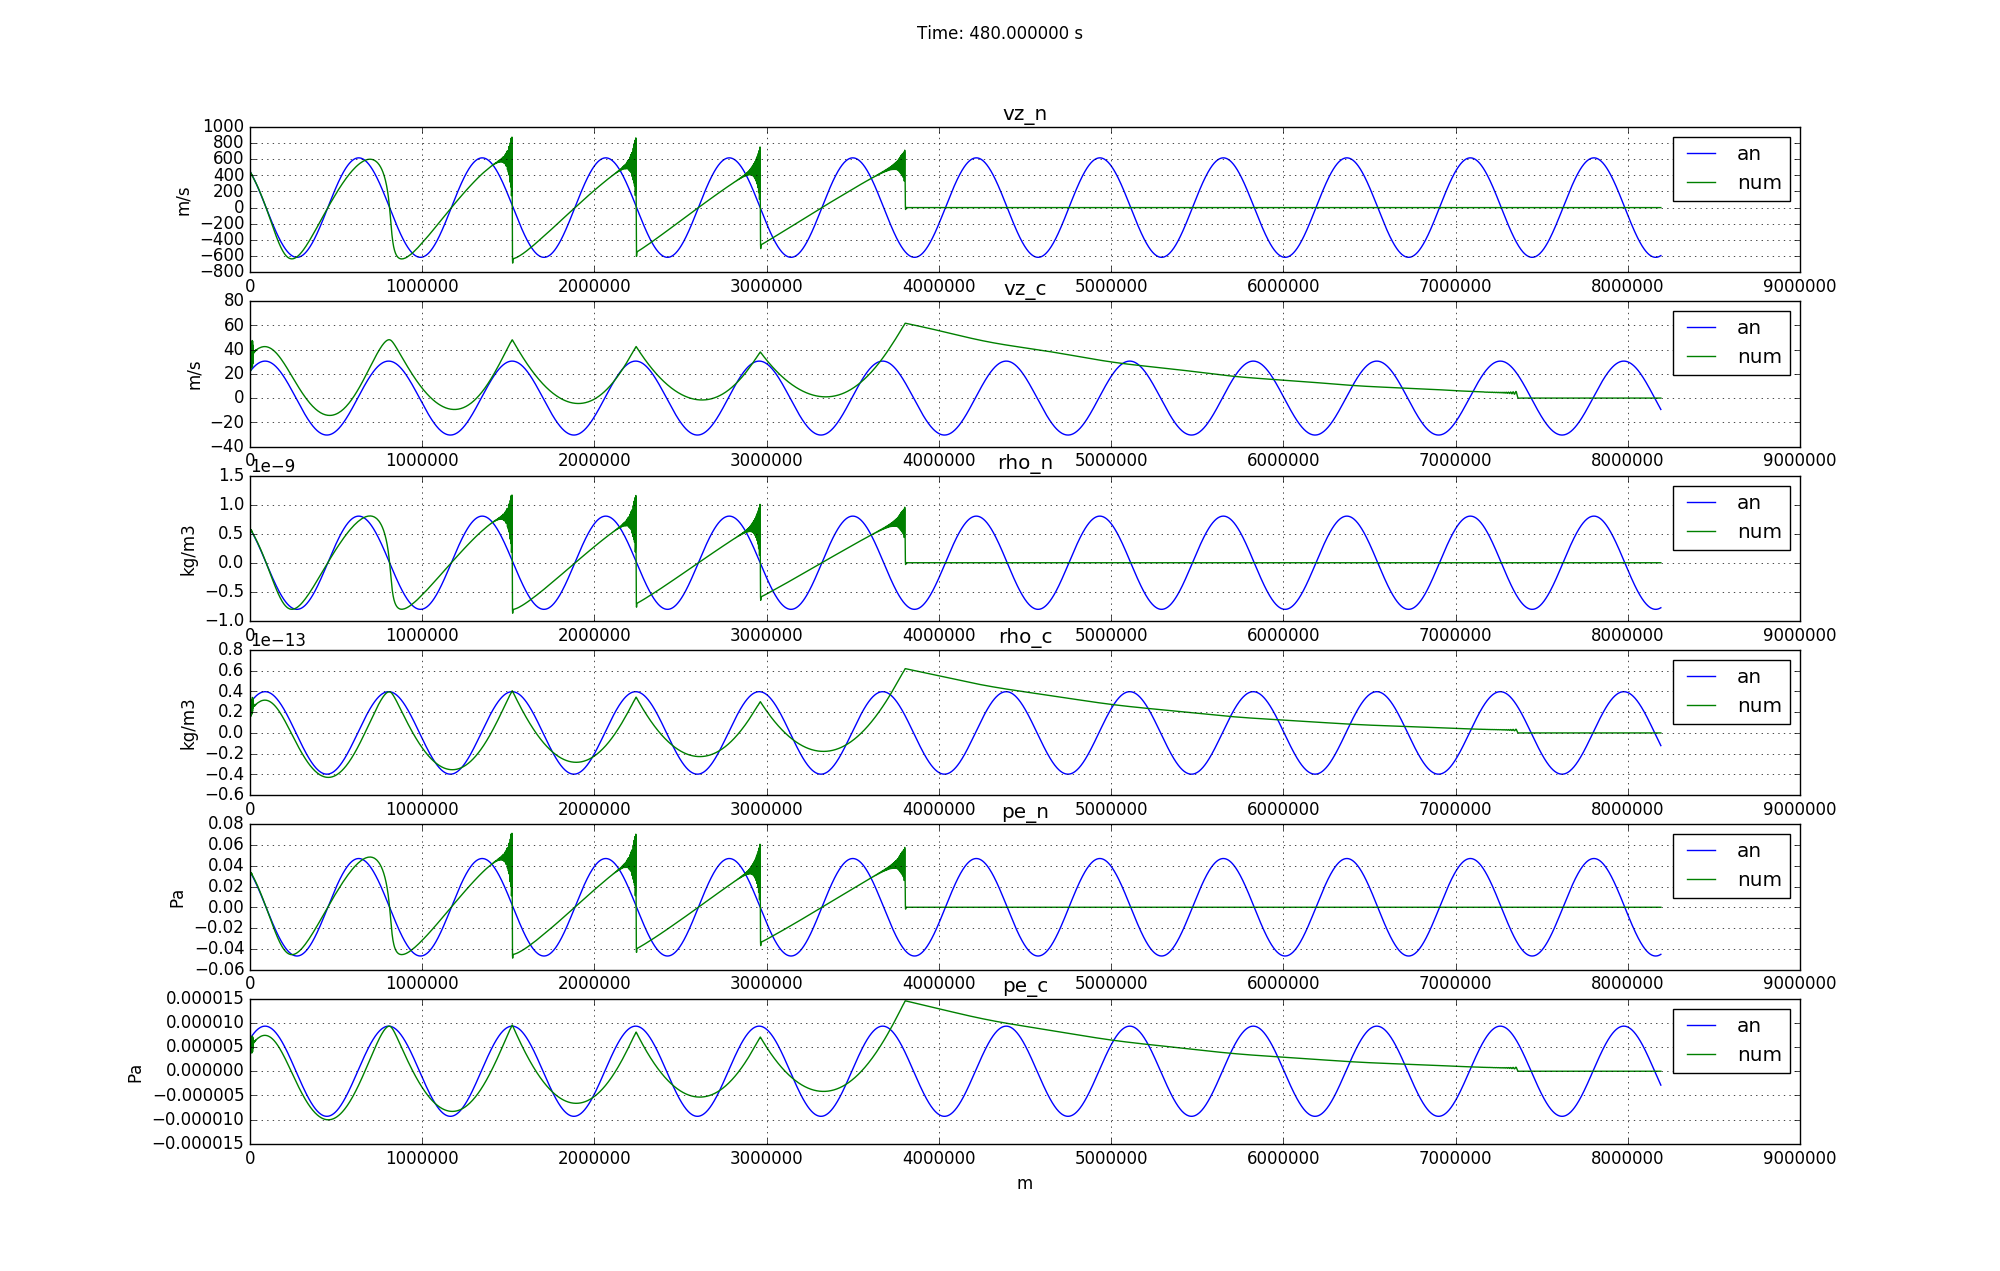 Time: 480.000000 s
vz_n
1000
800
600
400
200
0
−200
−400
−600
−800
m/s
an
num
0 1000000 2000000 3000000 4000000 5000000 6000000 7000000 8000000 9000000
vz_c
80
60
40
20
0
−20
−40
m/s
an
num
0 1000000 2000000 3000000 4000000 5000000 6000000 7000000 8000000 9000000
1e−9
rho_n
1.5
1.0
0.5
0.0
−0.5
−1.0
kg/m3
an
num
0 1000000 2000000 3000000 4000000 5000000 6000000 7000000 8000000 9000000
1e−13
rho_c
0.8
0.6
0.4
0.2
0.0
−0.2
−0.4
−0.6
kg/m3
an
num
0 1000000 2000000 3000000 4000000 5000000 6000000 7000000 8000000 9000000
pe_n
0.08
0.06
0.04
0.02
0.00
−0.02
−0.04
−0.06
Pa
an
num
0 1000000 2000000 3000000 4000000 5000000 6000000 7000000 8000000 9000000
pe_c
0.000015
0.000010
0.000005
0.000000
−0.000005
−0.000010
−0.000015
Pa
an
num
0 1000000 2000000 3000000 4000000 5000000 6000000 7000000 8000000 9000000
m